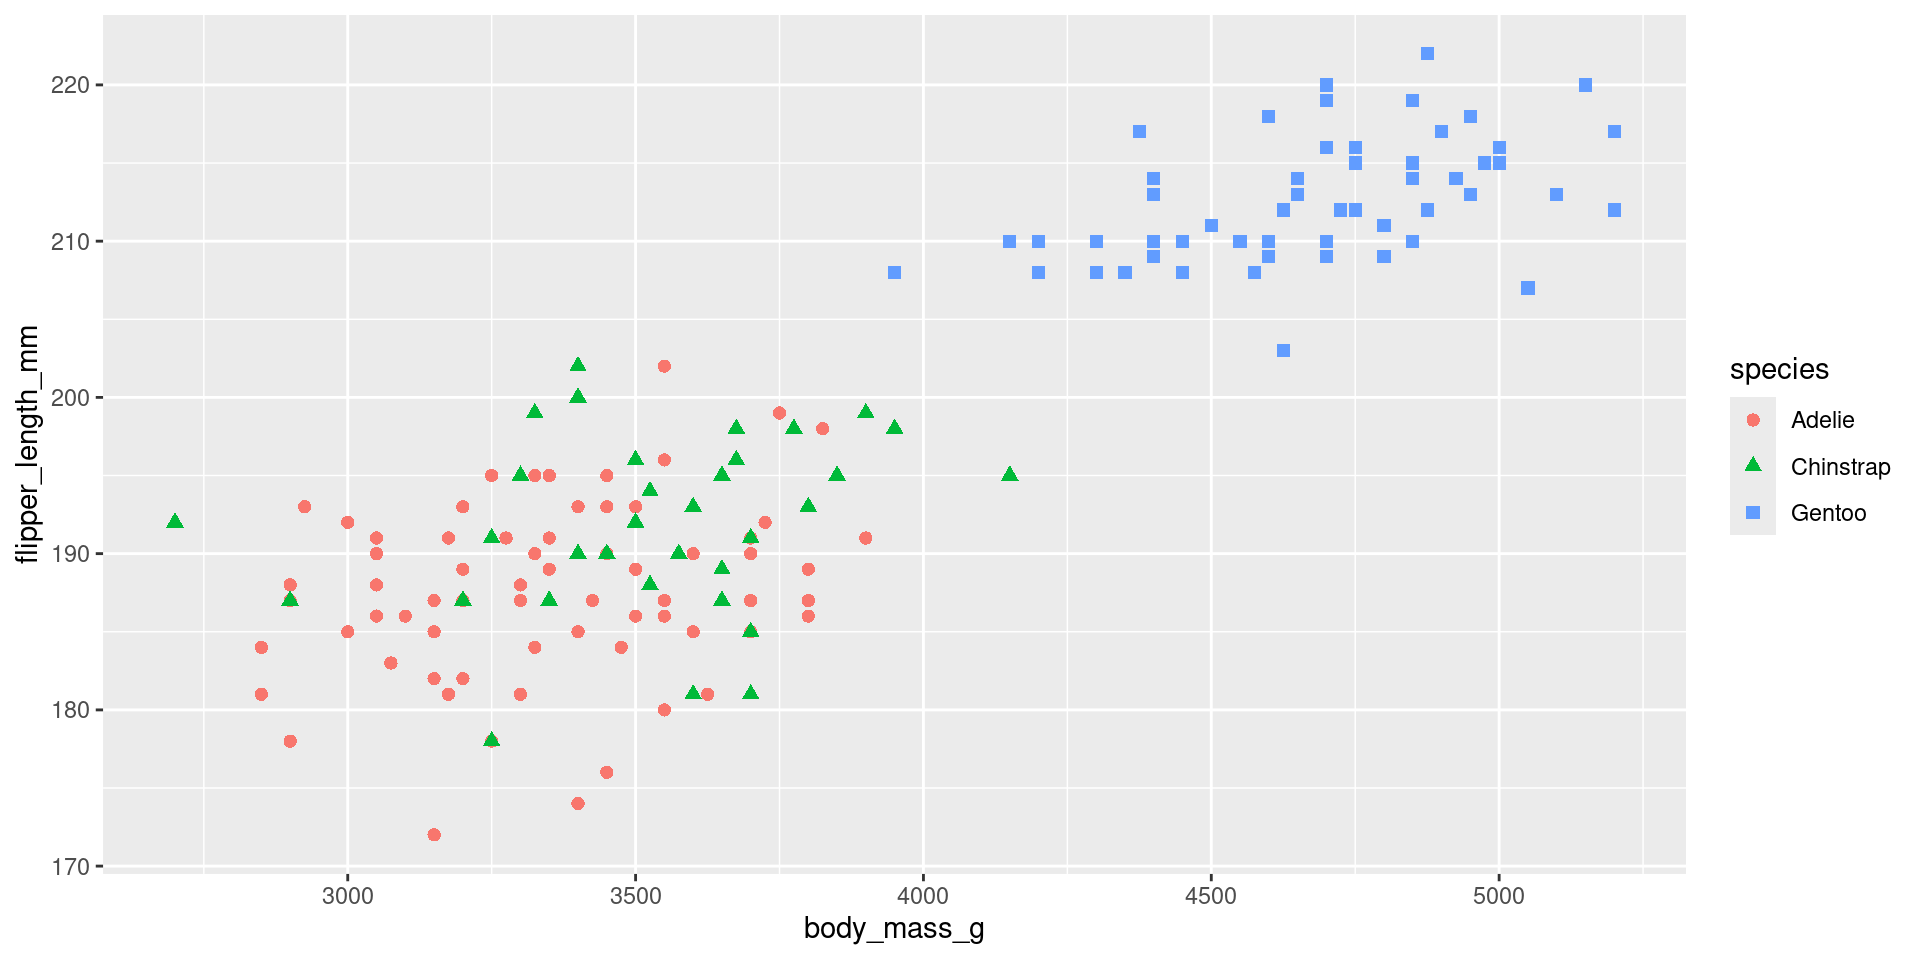 flipper_length_mm
220
210
200
190
180
170
3000 3500 4000 4500 5000
body_mass_g
species
Adelie
Chinstrap
Gentoo